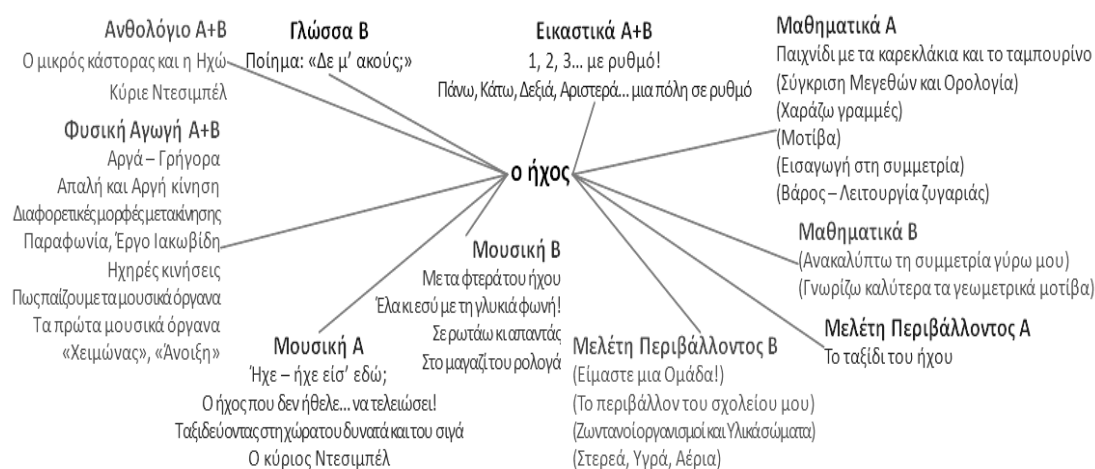 Ανθολόγιο Α+Β
Ο μικρός κάστορας και η Ηχώ
Κύριε Ντεσιμπέλ
Γλώσσα Β
Ποίημα: «Δε μ’ ακούς;»
Εικαστικά Α+Β
1, 2, 3... με ρυθμό!
Πάνω, Κάτω, Δεξιά, Αριστερά... μια πόλη σε ρυθμό
Μαθηματικά Α
Παιχνίδι με τα καρεκλάκια και το ταμπουρίνο
(Σύγκριση Μεγεθών και Ορολογία)
(Χαράζω γραμμές)
(Μοτίβα)
(Εισαγωγή στη συμμετρία)
(Βάρος – Λειτουργία ζυγαριάς)
Φυσική Αγωγή Α+Β
Αργά – Γρήγορα
Απαλή και Αργή κίνηση
Διαφορετικές μορφές μετακίνησης
Παραφωνία, Έργο Ιακωβίδη
Ηχηρές κινήσεις
Πως παίζουμε τα μουσικά όργανα
Τα πρώτα μουσικά όργανα
«Χειμώνας», «Άνοιξη»
ο ήχος
Μουσική Β
Με τα φτερά του ήχου
Έλα κι εσύ με τη γλυκιά φωνή!
Σε ρωτάω κι απαντάς
Στο μαγαζί του ρολογά
Μαθηματικά Β
(Ανακαλύπτω τη συμμετρία γύρω μου)
(Γνωρίζω καλύτερα τα γεωμετρικά μοτίβα)
Μουσική Α
Ήχε – ήχε είσ’ εδώ;
Ο ήχος που δεν ήθελε... να τελειώσει!
Ταξιδεύοντας στη χώρα του δυνατά και του σιγά
Ο κύριος Ντεσιμπέλ
Μελέτη Περιβάλλοντος Β
(Είμαστε μια Ομάδα!)
(Το περιβάλλον του σχολείου μου)
(Ζωντανοί οργανισμοί και Υλικά σώματα)
(Στερεά, Υγρά, Αέρια)
Μελέτη Περιβάλλοντος Α
Το ταξίδι του ήχου